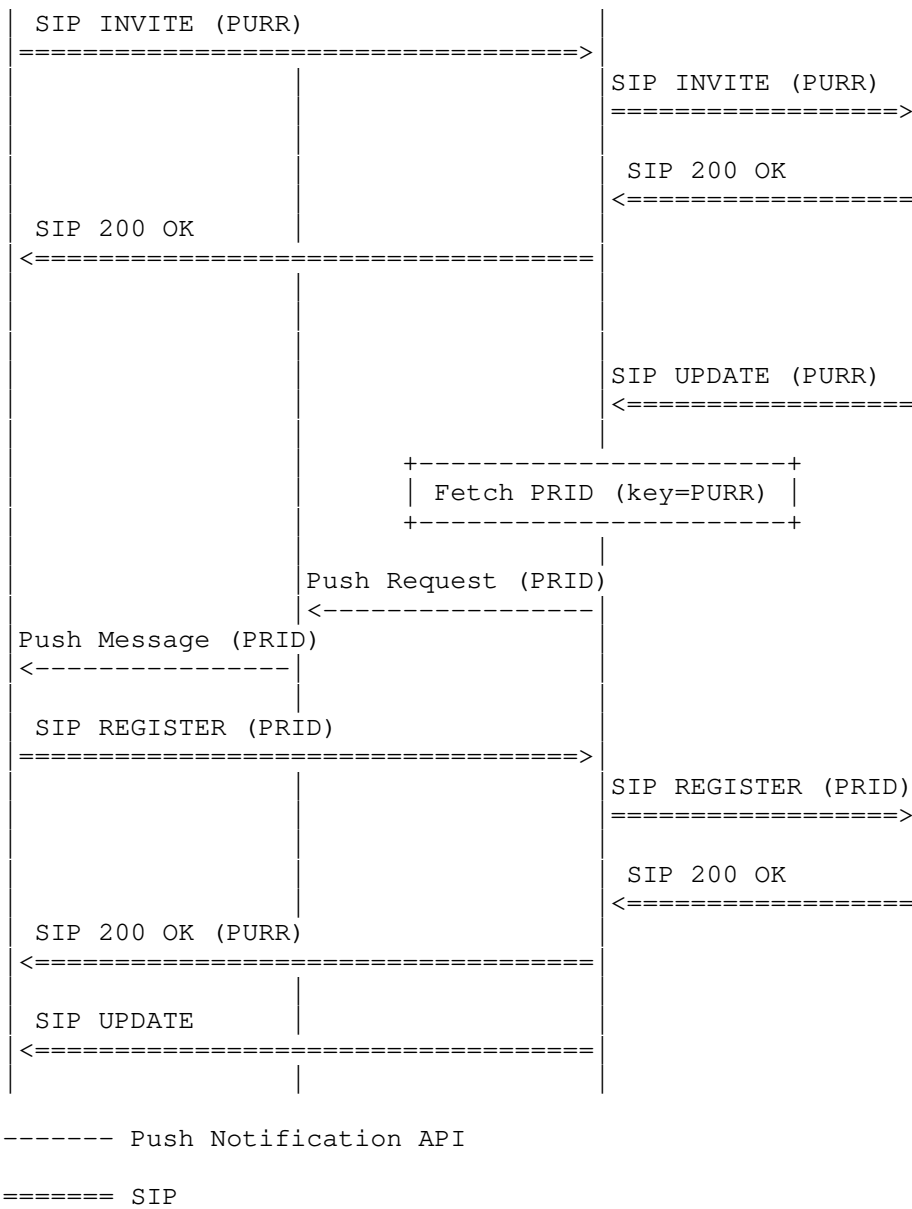 SIP INVITE (PURR)
SIP INVITE (PURR)
SIP 200 OK
SIP 200 OK
SIP UPDATE (PURR)
Fetch PRID (key=PURR)
Push Request (PRID)
Push Message (PRID)
SIP REGISTER (PRID)
SIP REGISTER (PRID)
SIP 200 OK
SIP 200 OK (PURR)
SIP UPDATE
------- Push Notification API
======= SIP